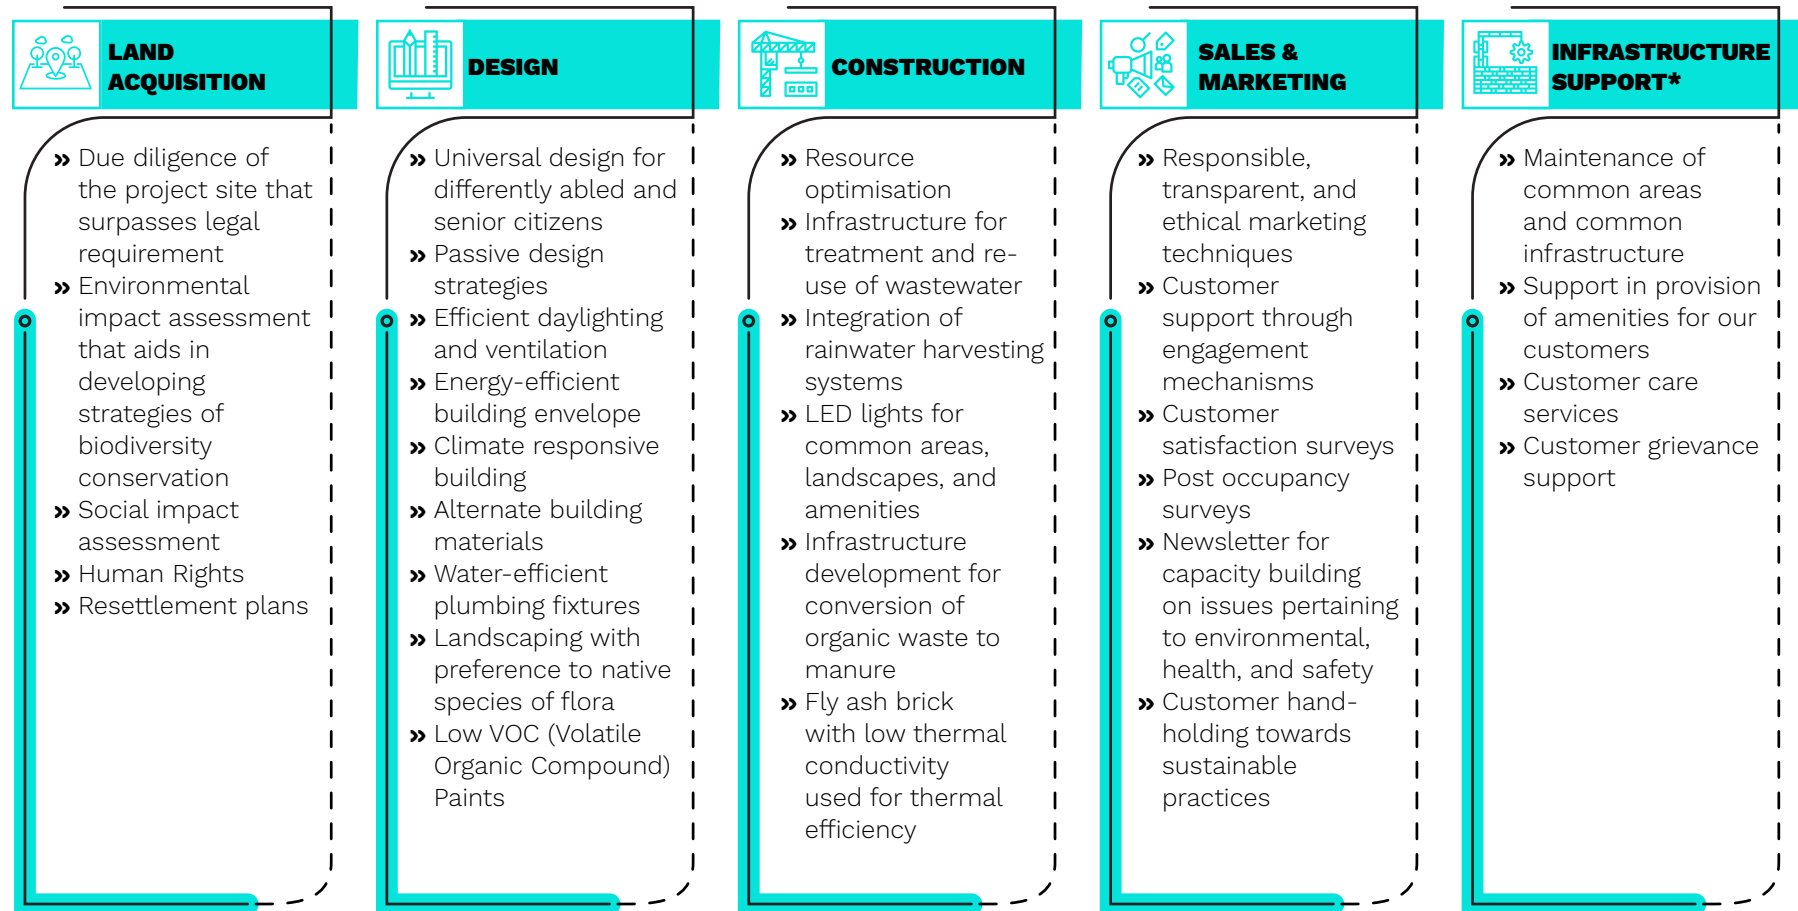 LAND
ACQUISITION
» Due diligence of
the project site that
surpasses legal
requirement
» Environmental
impact assessment
that aids in
developing
strategies of
biodiversity
conservation
» Social impact
assessment
» Human Rights
» Resettlement plans
DESIGN
» Universal design for
differently abled and
senior citizens
» Passive design
strategies
» Efficient daylighting
and ventilation
» Energy-efficient
building envelope
» Climate responsive
building
» Alternate building
materials
» Water-efficient
plumbing fixtures
» Landscaping with
preference to native
species of flora
» Low VOC (Volatile
Organic Compound)
Paints
CONSTRUCTION
» Resource
optimisation
» Infrastructure for
treatment and re-
use of wastewater
» Integration of
rainwater harvesting
systems
» LED lights for
common areas,
landscapes, and
amenities
» Infrastructure
development for
conversion of
organic waste to
manure
» Fly ash brick
with low thermal
conductivity
used for thermal
efficiency
SALES &
MARKETING
» Responsible,
transparent, and
ethical marketing
techniques
» Customer
support through
engagement
mechanisms
» Customer
satisfaction surveys
» Post occupancy
surveys
» Newsletter for
capacity building
on issues pertaining
to environmental,
health, and safety
» Customer hand-
holding towards
sustainable
practices
INFRASTRUCTURE
SUPPORT*
» Maintenance of
common areas
and common
infrastructure
» Support in provision
of amenities for our
customers
» Customer care
services
» Customer grievance
support